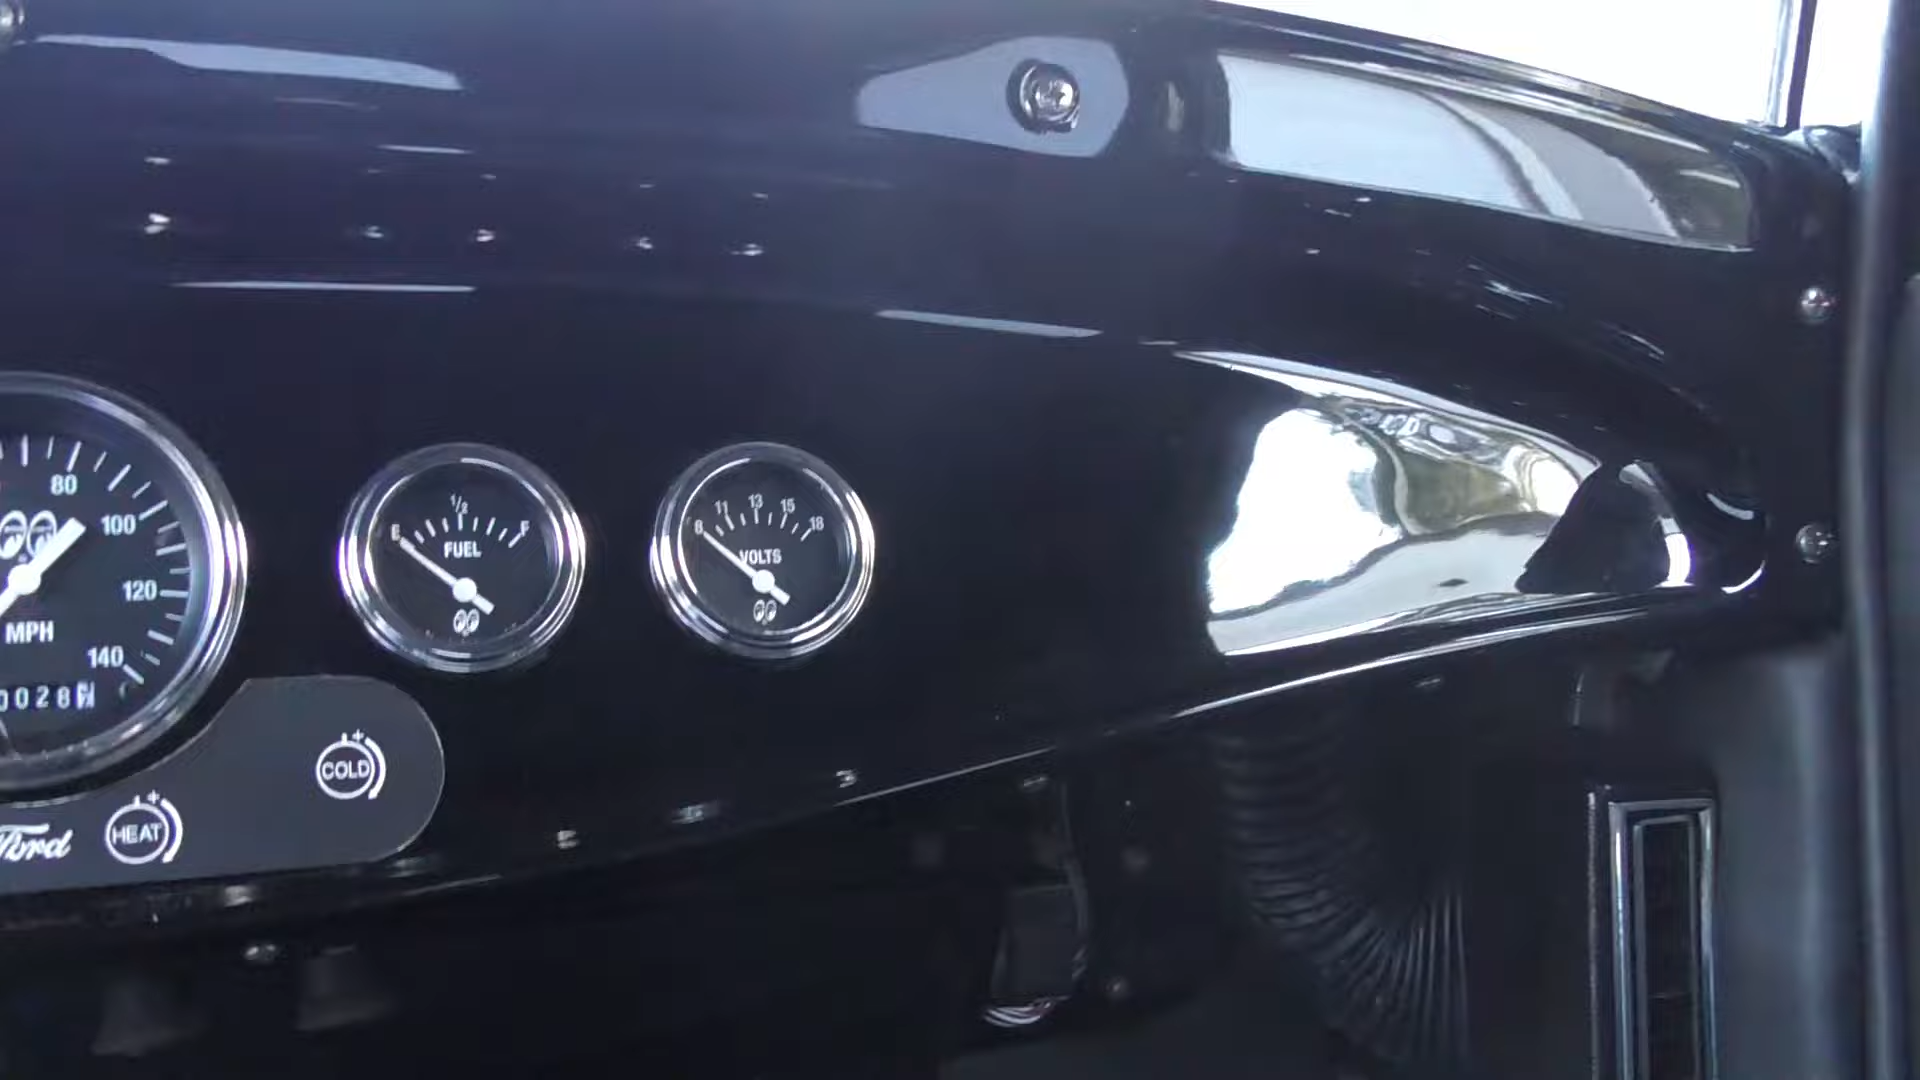 80
100
120
MPH
140
0028
E 1/2 F
FUEL
8 11 13 15 18
VOLTS
COLD
HEAT
Ford